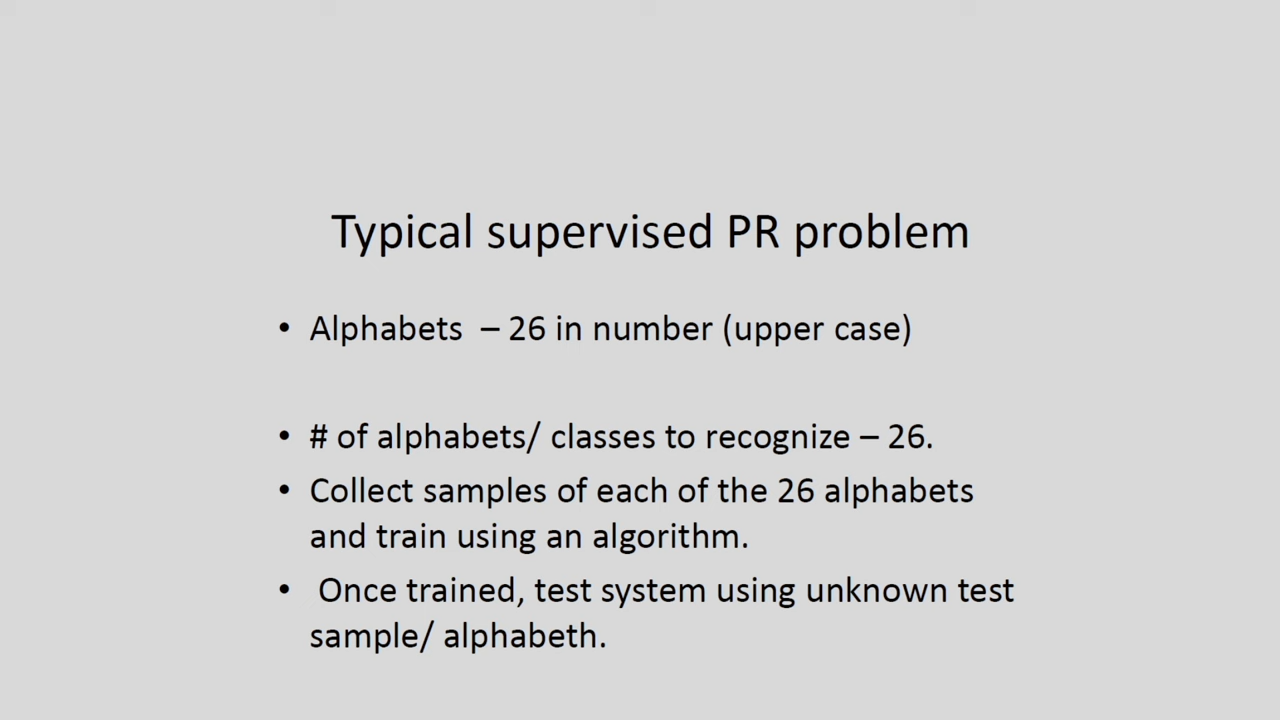 Typical supervised PR problem
• Alphabets – 26 in number (upper case)
• # of alphabets/ classes to recognize – 26.
• Collect samples of each of the 26 alphabets
and train using an algorithm.
• Once trained, test system using unknown test
sample/ alphabeth.